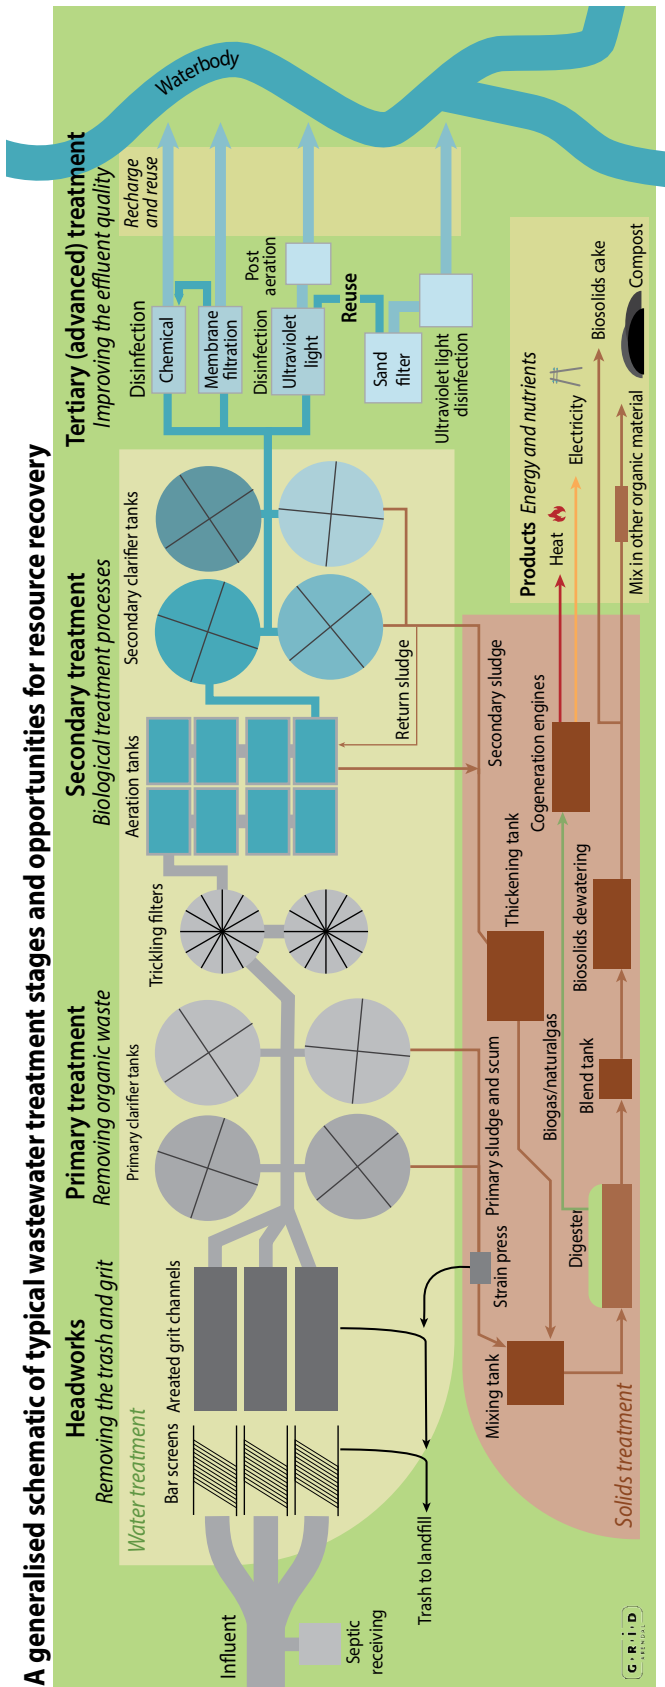 A generalised schematic of typical wastewater treatment stages and opportunities for resource recovery
Headworks
Removing the trash and grit
Primary treatment
Removing organic waste
Secondary treatment
Biological treatment processes
Tertiary (advanced) treatment
Improving the effluent quality
Water treatment
Influent
Septic
receiving
Bar screens
Areated grit channels
Trash to landfill
Primary clarifier tanks
Trickling filters
Aeration tanks
Secondary clarifier tanks
Return sludge
Disinfection
Chemical
Membrane
filtration
Disinfection
Ultraviolet
light
Post
aeration
Reuse
Sand
filter
Ultraviolet light
disinfection
Recharge
and reuse
Waterbody
Solids treatment
Mixing tank
Strain press
Primary sludge and scum
Secondary sludge
Thickening tank
Digester
Biogas/naturalgas
Blend tank
Biosolids dewatering
Cogeneration engines
Products Energy and nutrients
Heat
Electricity
Biosolids cake
Mix in other organic material
Compost
G R I D
ARENDAL